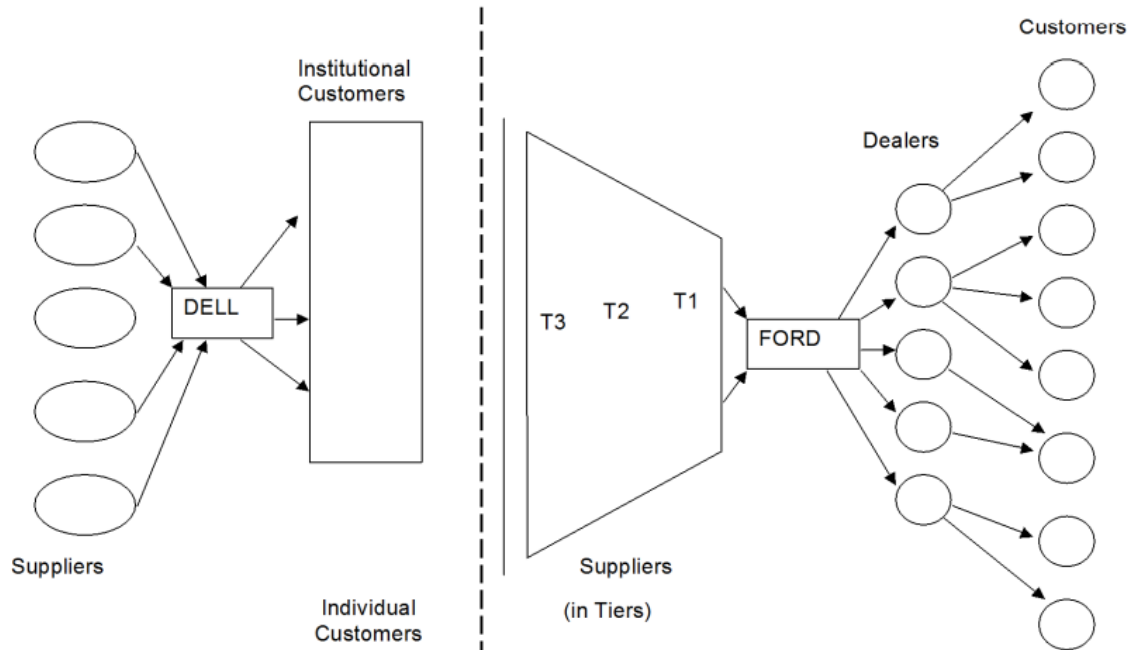 Institutional
Customers
DELL
Suppliers
Individual
Customers
Customers
Dealers
T3
T2
T1
FORD
Suppliers
(in Tiers)